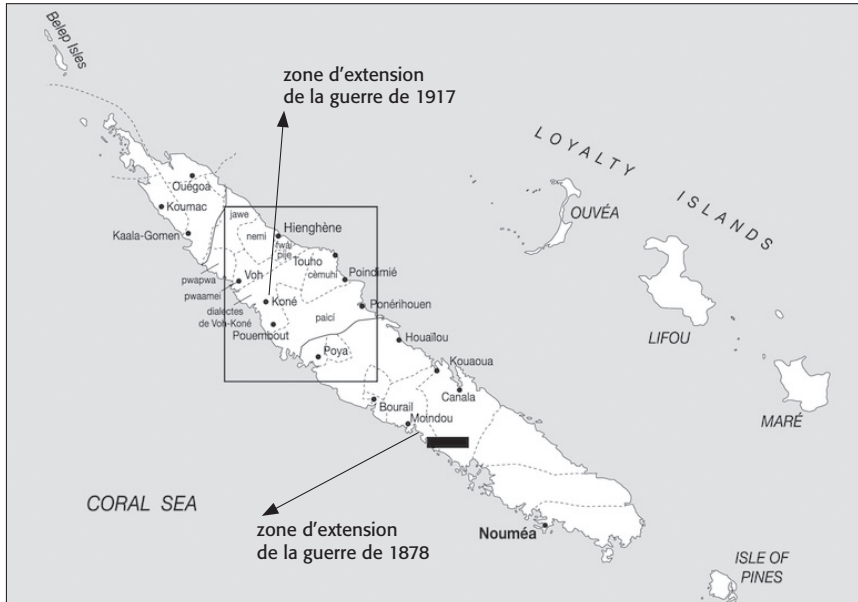 Belep Isles
zone d'extension
de la guerre de 1917
LOYALTY ISLANDS
Ouégoa
Koumac
OUVÉA
jawe
Hienghène
Kaala-Gomen
nemi
fwâi
pije
Touho
cèmuhî
Voh
Poindimié
pwapwa
pwaamei
Koné
Ponérihouen
dialectes
de Voh-Koné
paicî
Pouembout
Houaïlou
LIFOU
Poya
Kouaoua
Canala
Bourail
Moindou
MARÉ
CORAL SEA
zone d'extension
de la guerre de 1878
Nouméa
ISLE OF
PINES